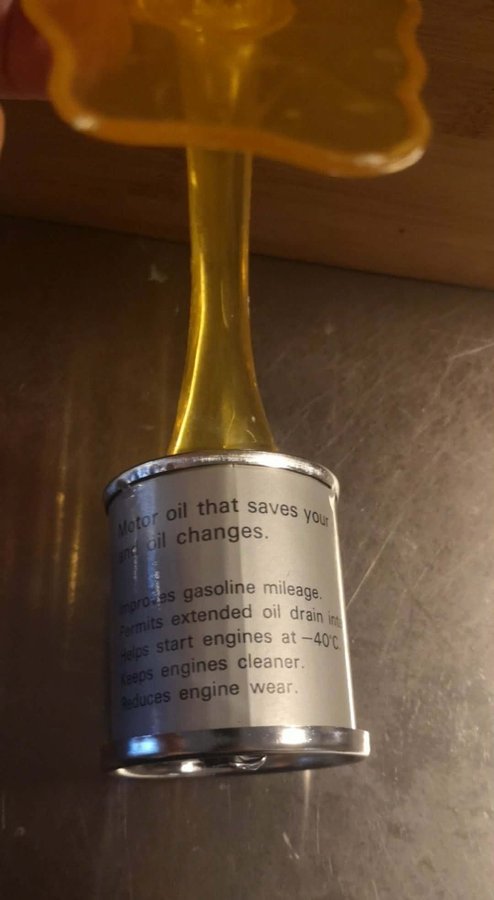 Motor oil that saves your
and oil changes.
Improves gasoline mileage.
Permits extended oil drain
Helps start engines at −40°C
Keeps engines cleaner.
Reduces engine wear.